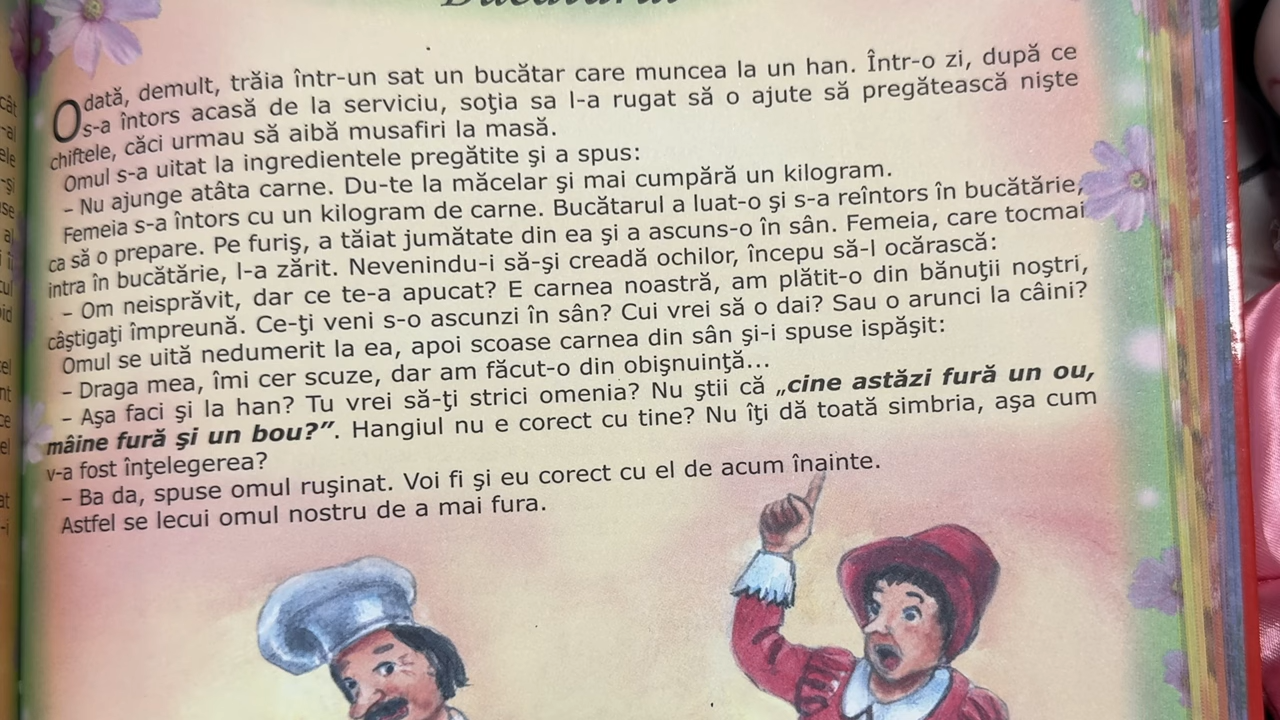 Bucătarul
Odată, demult, trăia într-un sat un bucătar care muncea la un han. Într-o zi, după ce
s-a întors acasă de la serviciu, soţia sa l-a rugat să o ajute să pregătească nişte
chiftele, căci urmau să aibă musafiri la masă.
Omul s-a uitat la ingredientele pregătite şi a spus:
– Nu ajunge atâta carne. Du-te la măcelar şi mai cumpără un kilogram.
Femeia s-a întors cu un kilogram de carne. Bucătarul a luat-o şi s-a reîntors în bucătărie,
ca să o prepare. Pe furiş, a tăiat jumătate din ea şi a ascuns-o în sân. Femeia, care tocmai
intra în bucătărie, l-a zărit. Nevenindu-i să-şi creadă ochilor, începu să-l ocărască:
– Om neisprăvit, dar ce te-a apucat? E carnea noastră, am plătit-o din bănuţii noştri,
câştigaţi împreună. Ce-ţi veni s-o ascunzi în sân? Cui vrei să o dai? Sau o arunci la câini?
Omul se uită nedumerit la ea, apoi scoase carnea din sân şi-i spuse ispăşit:
– Draga mea, îmi cer scuze, dar am făcut-o din obişnuinţă...
– Aşa faci şi la han? Tu vrei să-ţi strici omenia? Nu ştii că „cine astăzi fură un ou,
mâine fură şi un bou?”. Hangiul nu e corect cu tine? Nu îţi dă toată simbria, aşa cum
v-a fost înţelegerea?
– Ba da, spuse omul ruşinat. Voi fi şi eu corect cu el de acum înainte.
Astfel se lecui omul nostru de a mai fura.